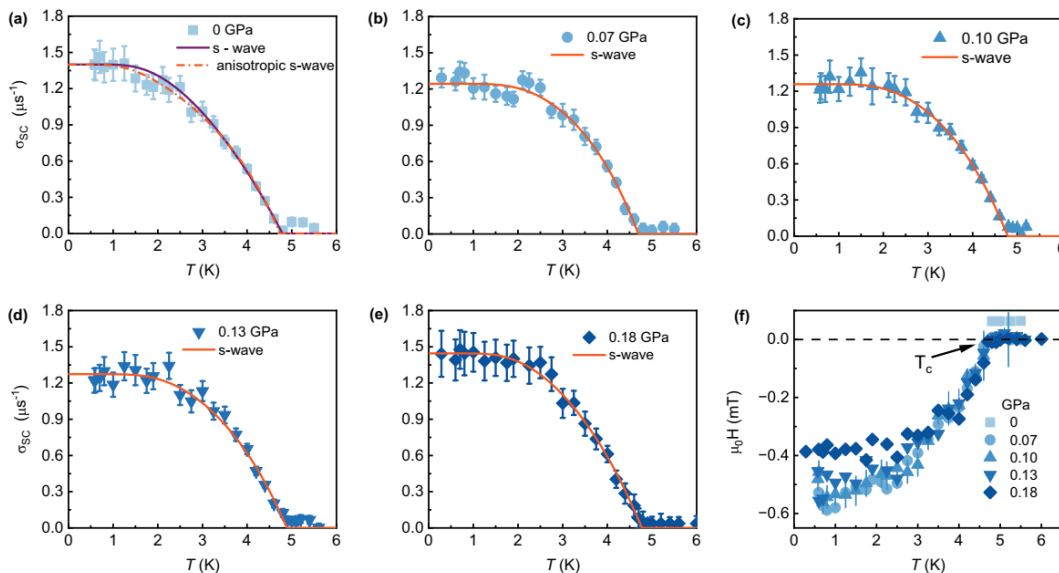 (a)
1.8
1.5
1.2
0.9
0.6
0.3
0.0
σSC (μs⁻¹)
0 GPa
s - wave
anisotropic s-wave
0 1 2 3 4 5 6
T (K)
(b)
1.8
1.5
1.2
0.9
0.6
0.3
0.0
0.07 GPa
s-wave
0 1 2 3 4 5 6
T (K)
(c)
1.8
1.5
1.2
0.9
0.6
0.3
0.0
0.10 GPa
s-wave
0 1 2 3 4 5 6
T (K)
(d)
1.8
1.5
1.2
0.9
0.6
0.3
0.0
σSC (μs⁻¹)
0.13 GPa
s-wave
0 1 2 3 4 5 6
T (K)
(e)
1.8
1.5
1.2
0.9
0.6
0.3
0.0
0.18 GPa
s-wave
0 1 2 3 4 5 6
T (K)
(f)
0.0
−0.2
−0.4
−0.6
μ₀H (mT)
Tc
GPa
0
0.07
0.10
0.13
0.18
0 1 2 3 4 5 6
T (K)